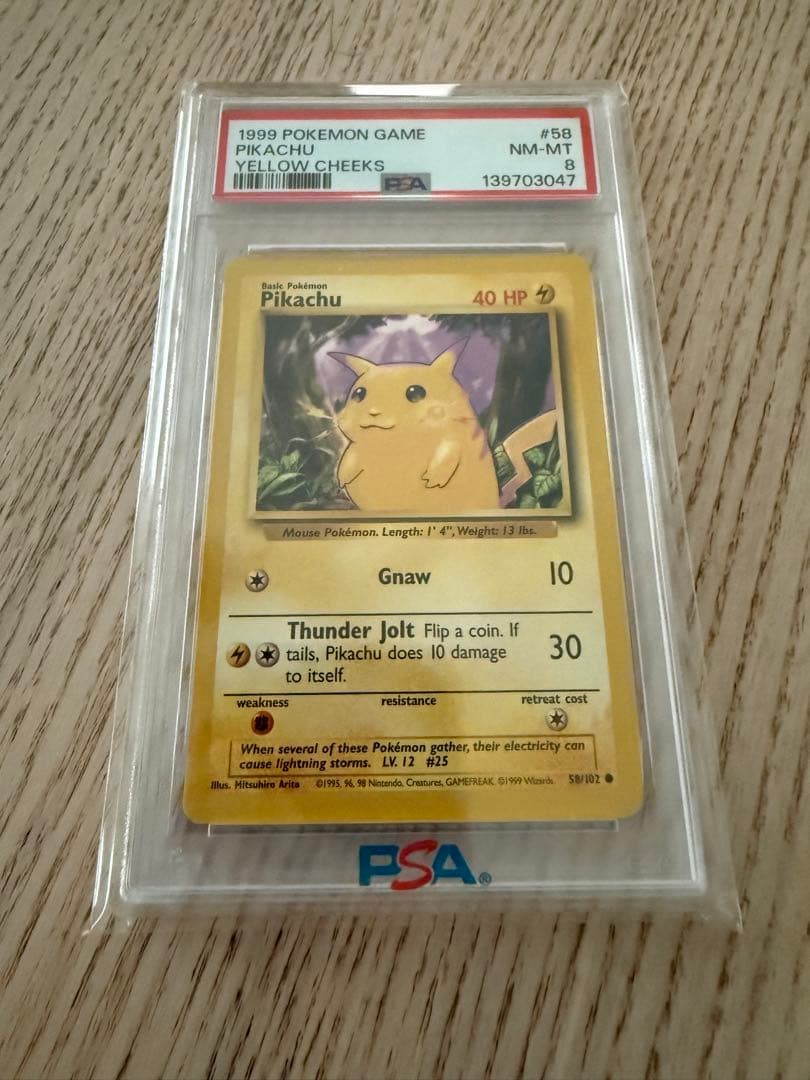 1999 POKEMON GAME #58
PIKACHU NM-MT
YELLOW CHEEKS 8
PSA 139703047
Basic Pokémon
Pikachu 40 HP
Mouse Pokémon. Length: 1' 4", Weight: 13 lbs.
Gnaw 10
Thunder Jolt Flip a coin. If
tails, Pikachu does 10 damage
to itself.
30
weakness resistance retreat cost
When several of these Pokémon gather, their electricity can
cause lightning storms. LV. 12 #25
Illus. Mitsuhiro Arita ©1995, 96, 98 Nintendo, Creatures, GAMEFREAK. ©1999 Wizards. 58/102
PSA®